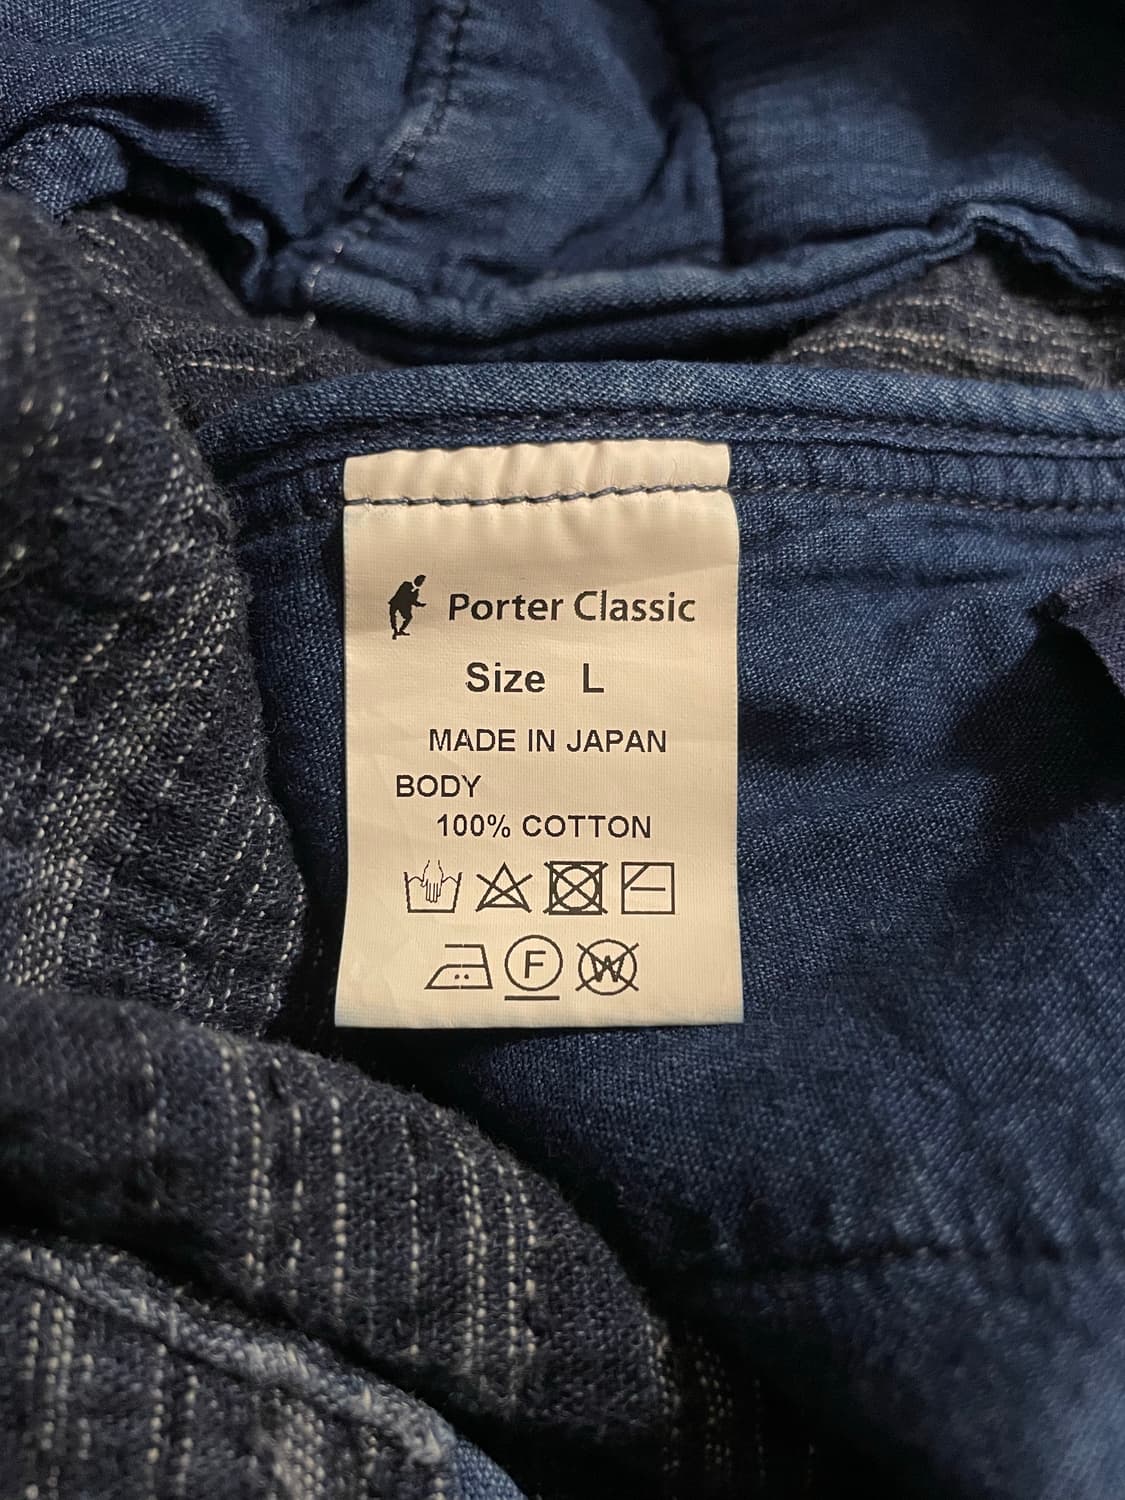 Porter Classic
Size L
MADE IN JAPAN
BODY
100% COTTON
F
W